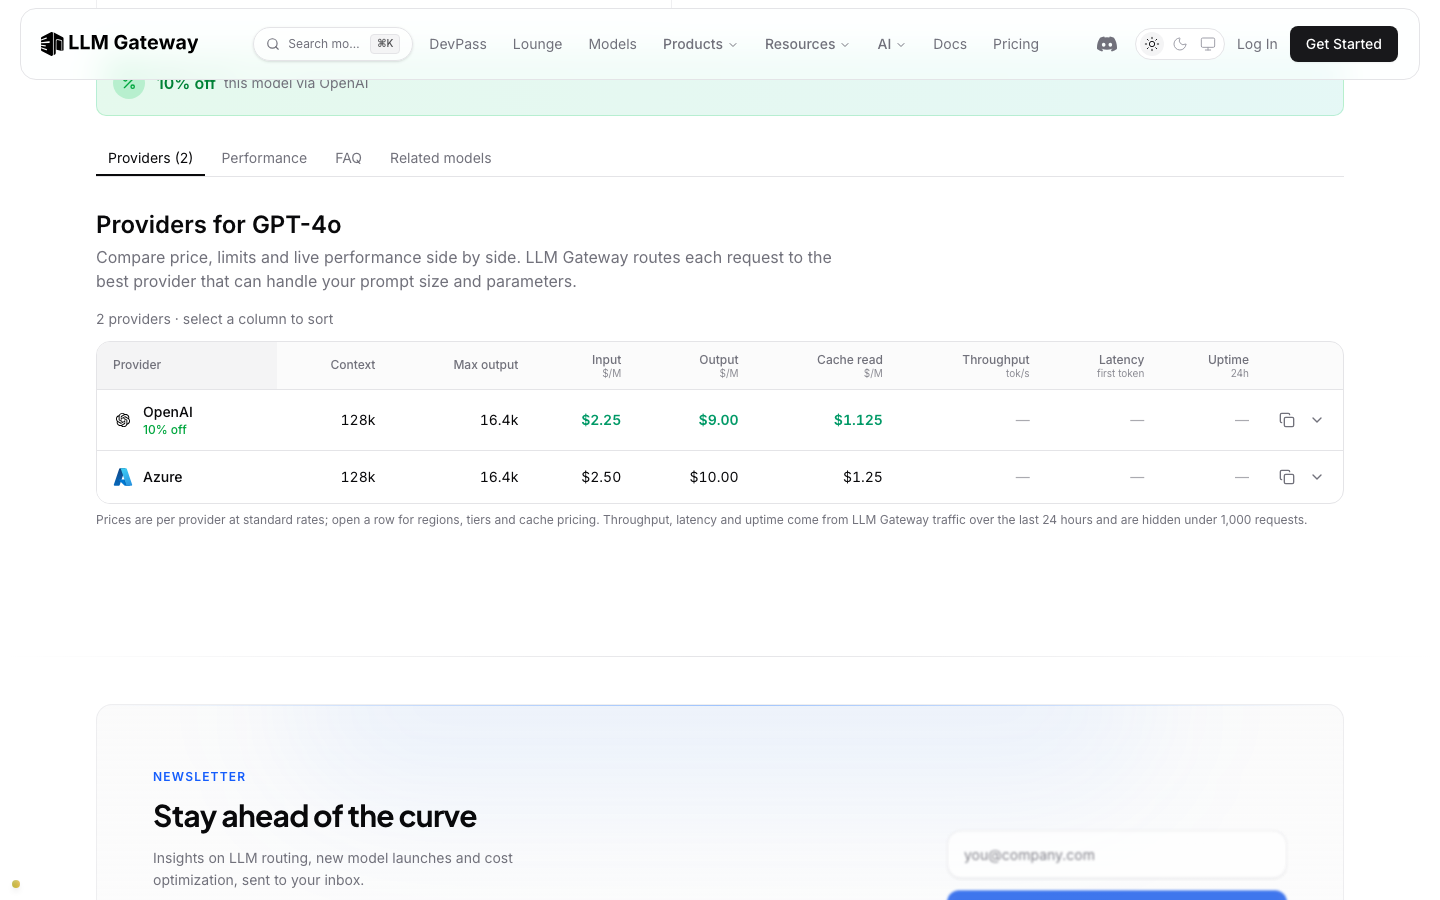 LLM Gateway
Search mo...
⌘K
DevPass
Lounge
Models
Products
Resources
AI
Docs
Pricing
Log In
Get Started
10% off this model via OpenAI
Providers (2)
Performance
FAQ
Related models
Providers for GPT-4o
Compare price, limits and live performance side by side. LLM Gateway routes each request to the
best provider that can handle your prompt size and parameters.
2 providers · select a column to sort
Provider Context Max output Input $/M Output $/M Cache read $/M Throughput tok/s Latency first token Uptime 24h
OpenAI 128k 16.4k $2.25 $9.00 $1.125 — — —
10% off
Azure 128k 16.4k $2.50 $10.00 $1.25 — — —
Prices are per provider at standard rates; open a row for regions, tiers and cache pricing. Throughput, latency and uptime come from LLM Gateway traffic over the last 24 hours and are hidden under 1,000 requests.
NEWSLETTER
Stay ahead of the curve
Insights on LLM routing, new model launches and cost
optimization, sent to your inbox.
you@company.com